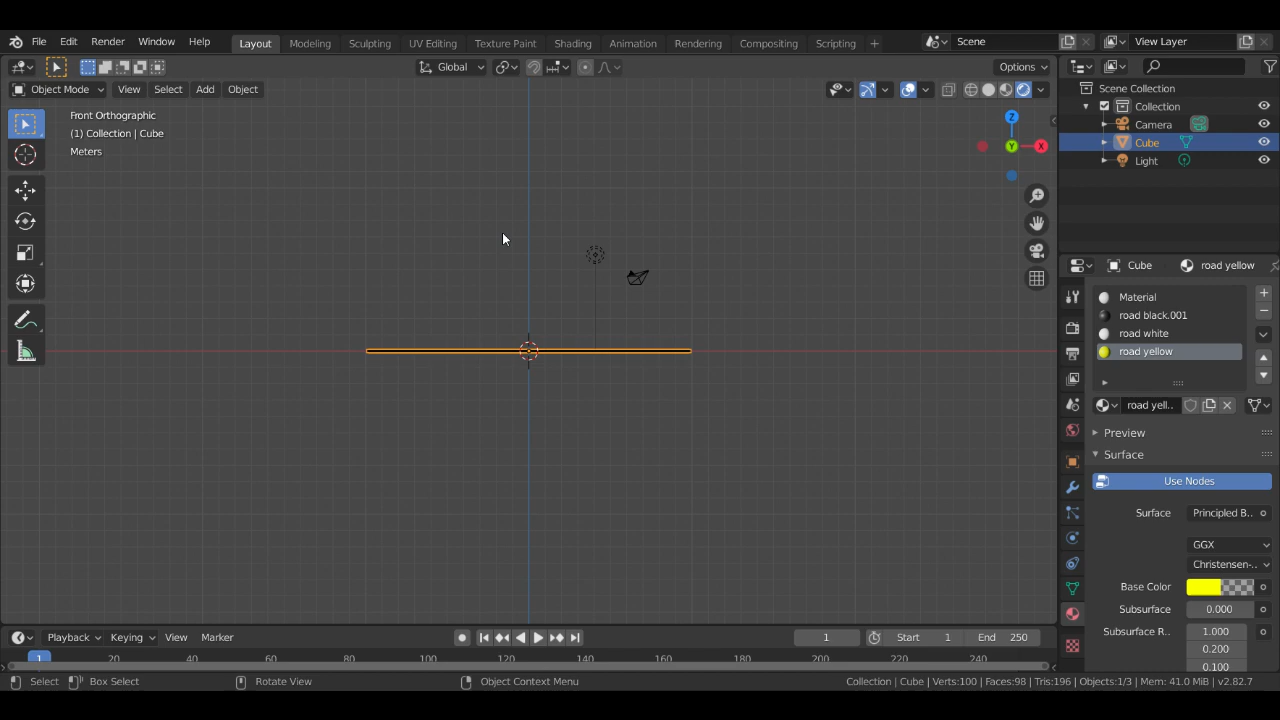 File Edit Render Window Help Layout Modeling Sculpting UV Editing Texture Paint Shading Animation Rendering Compositing Scripting Scene View Layer
Global Options
Object Mode View Select Add Object
Scene Collection
Collection
Camera
Cube
Light
Front Orthographic
(1) Collection | Cube
Meters
Z
Y
X
Cube road yellow
Material
road black.001
road white
road yellow
road yell..
Preview
Surface
Use Nodes
Surface Principled B..
GGX
Christensen-..
Base Color
Subsurface 0.000
Subsurface R.. 1.000
0.200
0.100
Playback Keying View Marker 1 Start 1 End 250
1 20 40 60 80 100 120 140 160 180 200 220 240
Select Box Select Rotate View Object Context Menu Collection | Cube | Verts:100 | Faces:98 | Tris:196 | Objects:1/3 | Mem: 41.0 MiB | v2.82.7